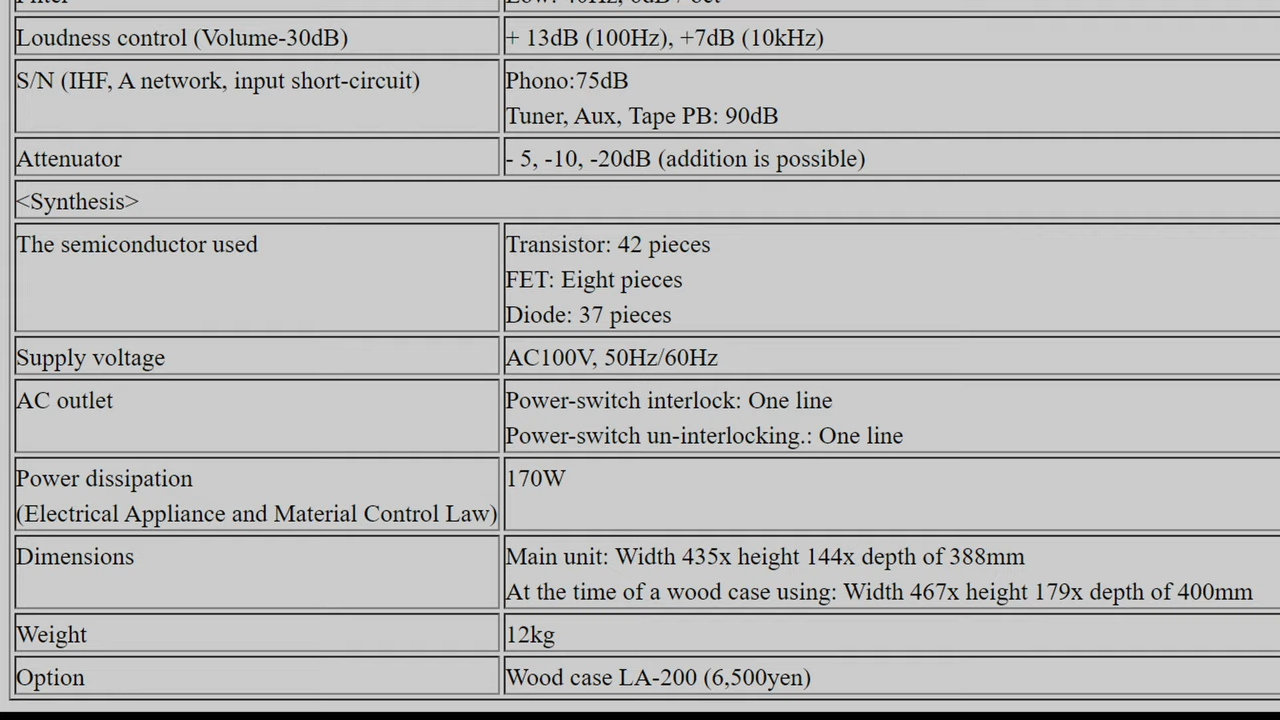 Loudness control (Volume-30dB)
+ 13dB (100Hz), +7dB (10kHz)
S/N (IHF, A network, input short-circuit)
Phono:75dB
Tuner, Aux, Tape PB: 90dB
Attenuator
- 5, -10, -20dB (addition is possible)
<Synthesis>
The semiconductor used
Transistor: 42 pieces
FET: Eight pieces
Diode: 37 pieces
Supply voltage
AC100V, 50Hz/60Hz
AC outlet
Power-switch interlock: One line
Power-switch un-interlocking.: One line
Power dissipation
(Electrical Appliance and Material Control Law)
170W
Dimensions
Main unit: Width 435x height 144x depth of 388mm
At the time of a wood case using: Width 467x height 179x depth of 400mm
Weight
12kg
Option
Wood case LA-200 (6,500yen)